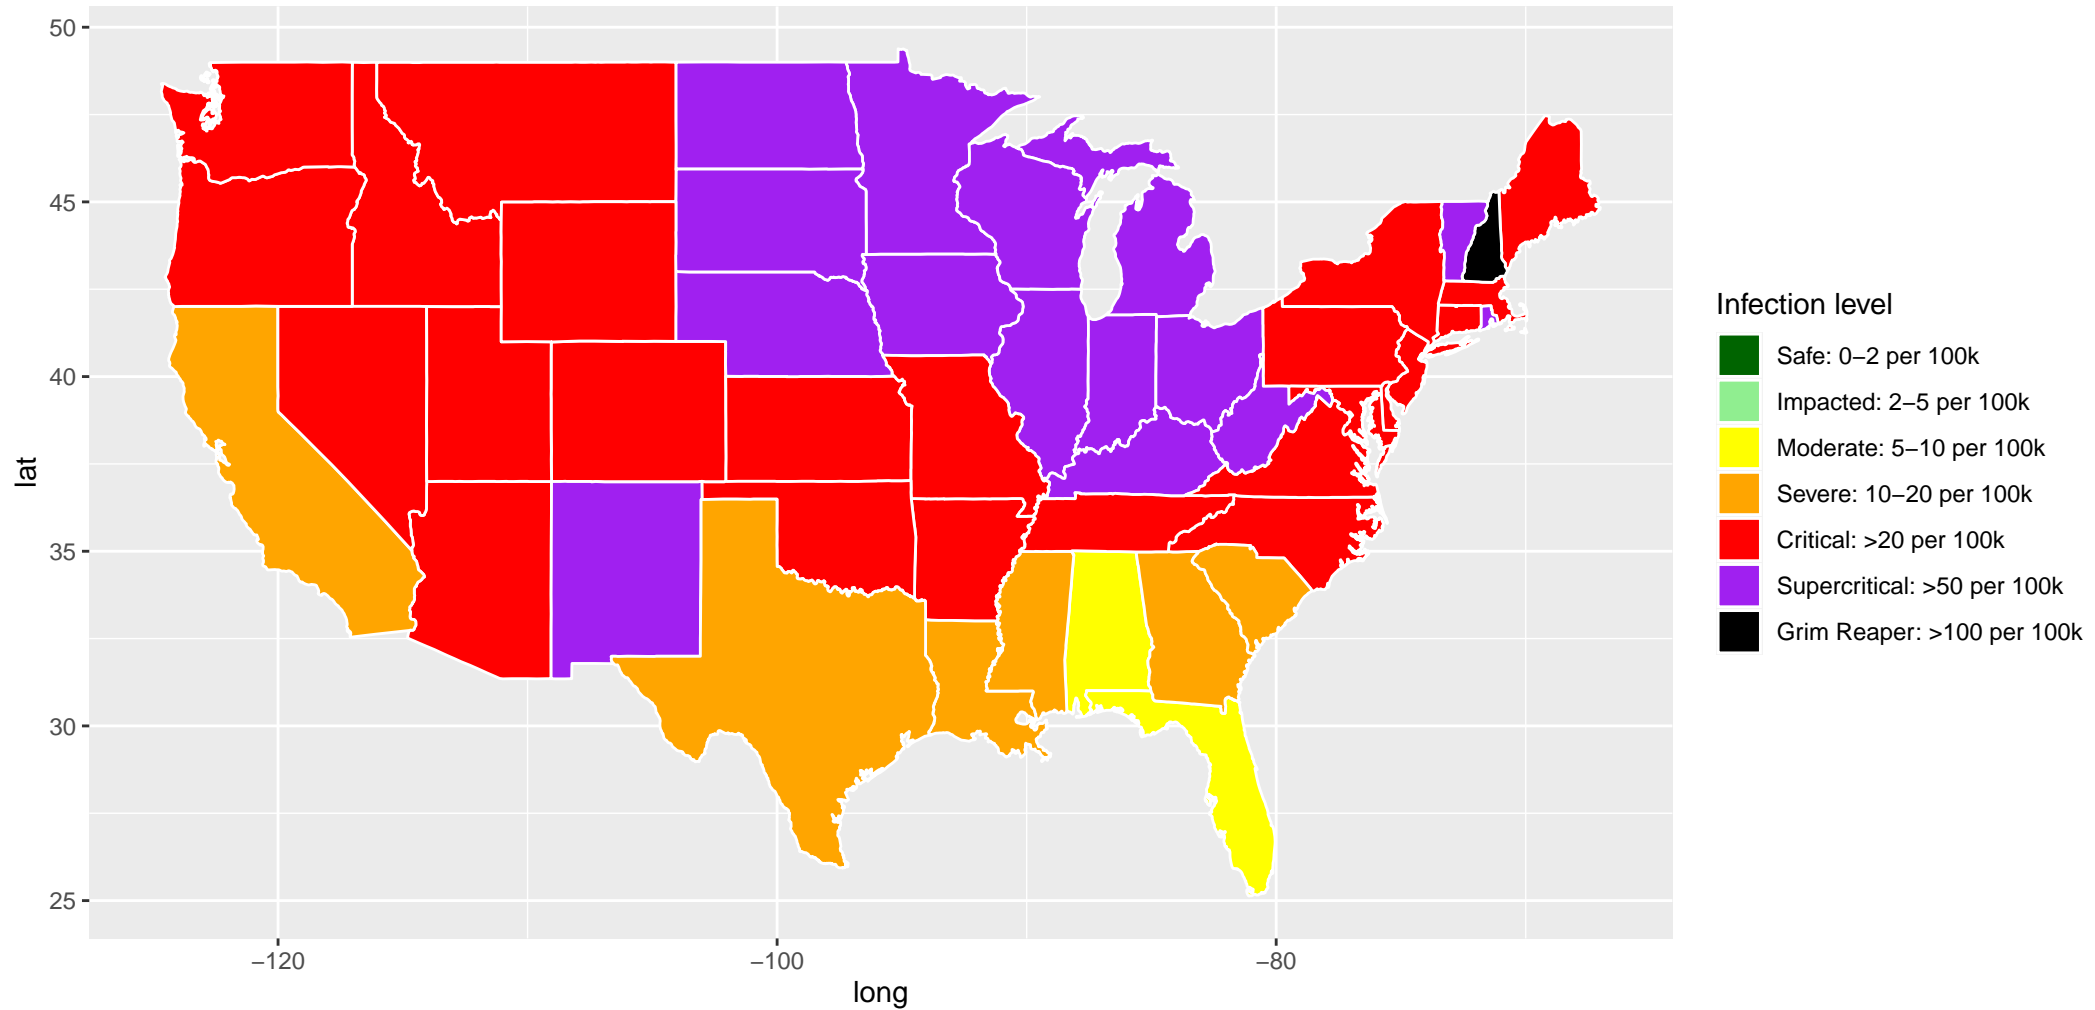 50
45
40
35
30
25
lat
−120
−100
−80
long
Infection level
Safe: 0−2 per 100k
Impacted: 2−5 per 100k
Moderate: 5−10 per 100k
Severe: 10−20 per 100k
Critical: >20 per 100k
Supercritical: >50 per 100k
Grim Reaper: >100 per 100k